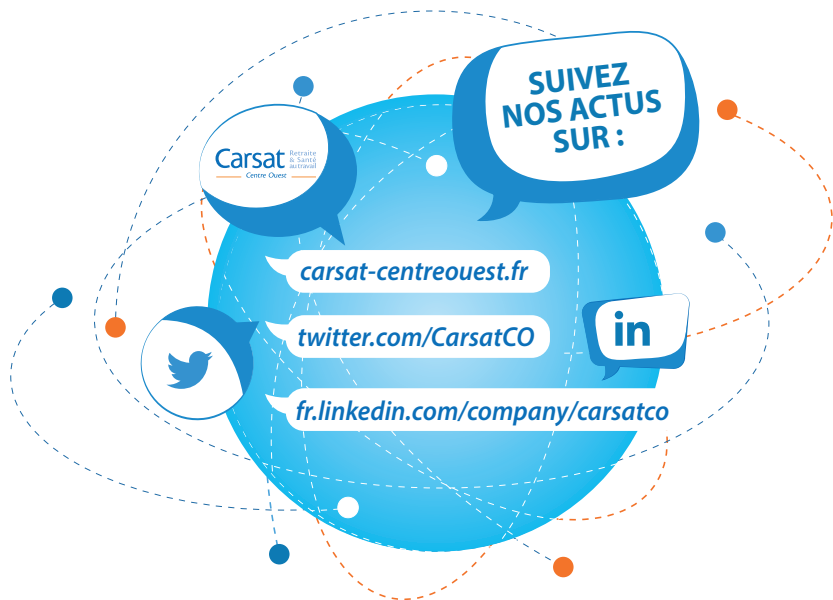 SUIVEZ
NOS ACTUS
SUR :
Carsat Retraite
& Santé
au travail
Centre Ouest
carsat-centreouest.fr
twitter.com/CarsatCO
in
fr.linkedin.com/company/carsatco